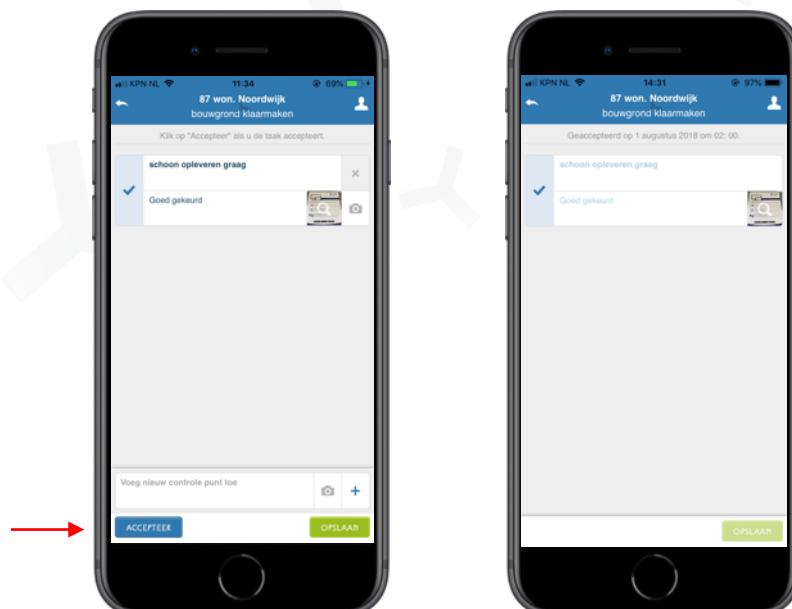 KPN NL 11:34 69%
87 won. Noordwijk
bouwgrond klaarmaken
Klik op "Accepteer" als u de taak accepteert.
schoon opleveren graag
Goed gekeurd
Voeg nieuw controle punt toe
ACCEPTEER OPSLAAN
KPN NL 14:31 97%
87 won. Noordwijk
bouwgrond klaarmaken
Geaccepteerd op 1 augustus 2018 om 02: 00.
schoon opleveren graag
Goed gekeurd
OPSLAAN